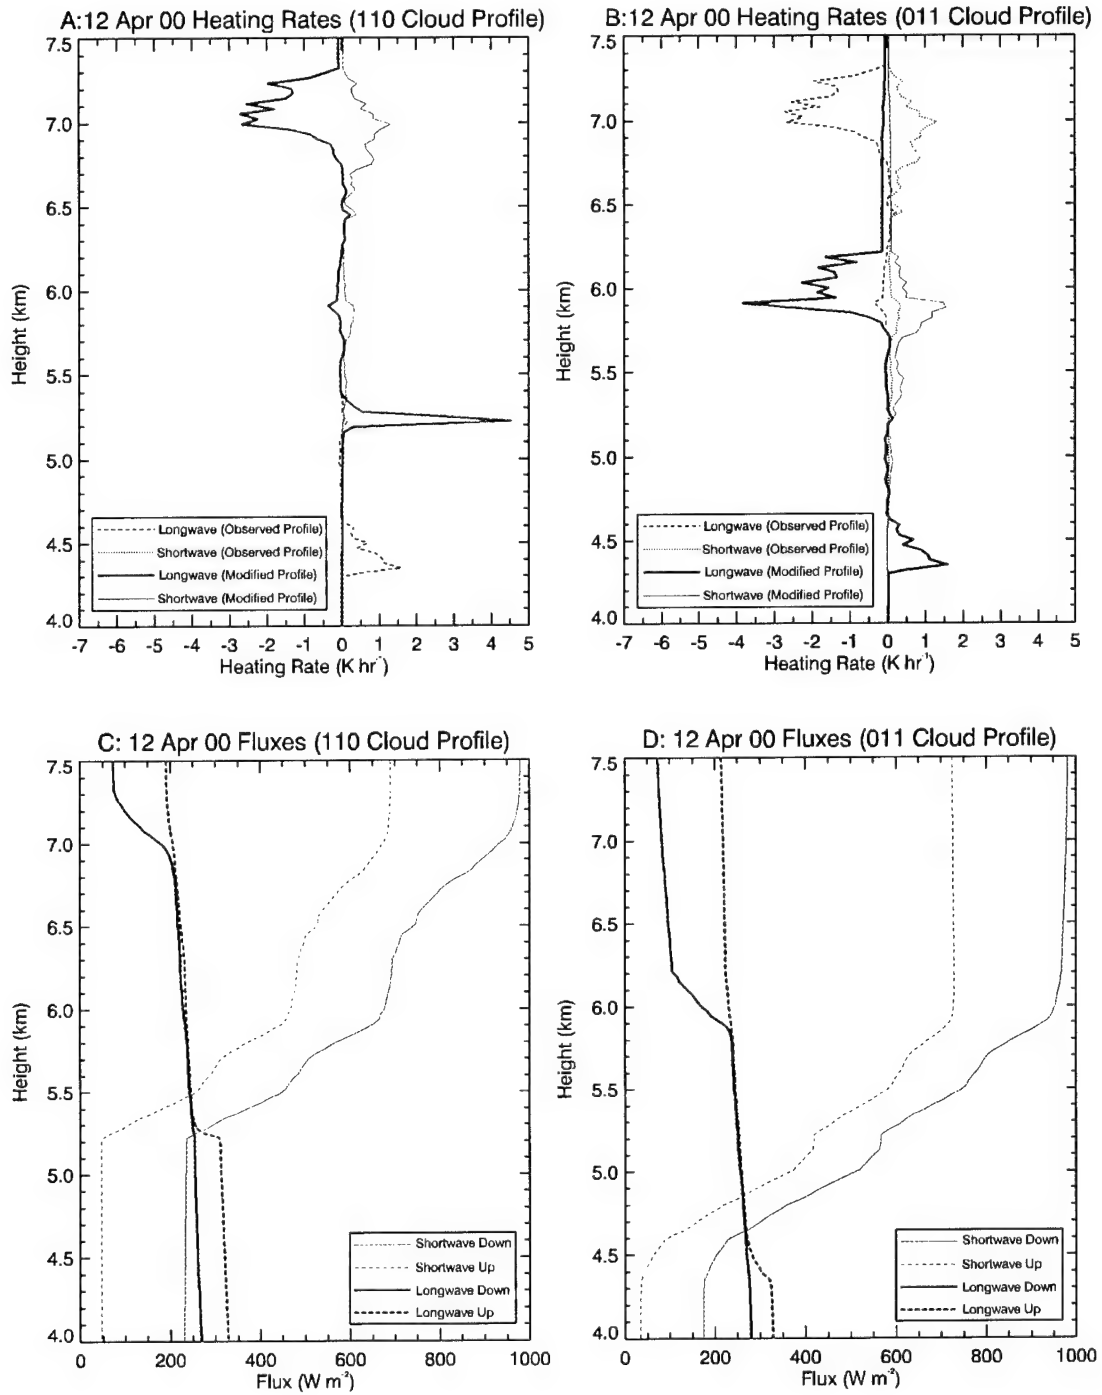 A:12 Apr 00 Heating Rates (110 Cloud Profile)
7.5
7.0
6.5
6.0
5.5
5.0
4.5
4.0
Height (km)
Longwave (Observed Profile)
Shortwave (Observed Profile)
Longwave (Modified Profile)
Shortwave (Modified Profile)
-7 -6 -5 -4 -3 -2 -1 0 1 2 3 4 5
Heating Rate (K hr⁻¹)
B:12 Apr 00 Heating Rates (011 Cloud Profile)
7.5
7.0
6.5
6.0
5.5
5.0
4.5
4.0
Height (km)
Longwave (Observed Profile)
Shortwave (Observed Profile)
Longwave (Modified Profile)
Shortwave (Modified Profile)
-7 -6 -5 -4 -3 -2 -1 0 1 2 3 4 5
Heating Rate (K hr⁻¹)
C: 12 Apr 00 Fluxes (110 Cloud Profile)
7.5
7.0
6.5
6.0
5.5
5.0
4.5
4.0
Height (km)
Shortwave Down
Shortwave Up
Longwave Down
Longwave Up
0 200 400 600 800 1000
Flux (W m⁻²)
D: 12 Apr 00 Fluxes (011 Cloud Profile)
7.5
7.0
6.5
6.0
5.5
5.0
4.5
4.0
Height (km)
Shortwave Down
Shortwave Up
Longwave Down
Longwave Up
0 200 400 600 800 1000
Flux (W m⁻²)